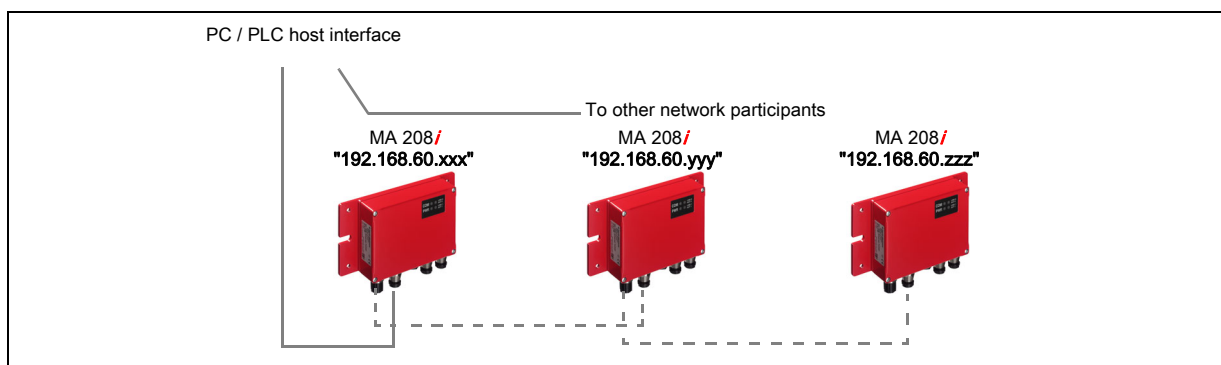 PC / PLC host interface
To other network participants
MA 208i
"192.168.60.xxx"
MA 208i
"192.168.60.yyy"
MA 208i
"192.168.60.zzz"